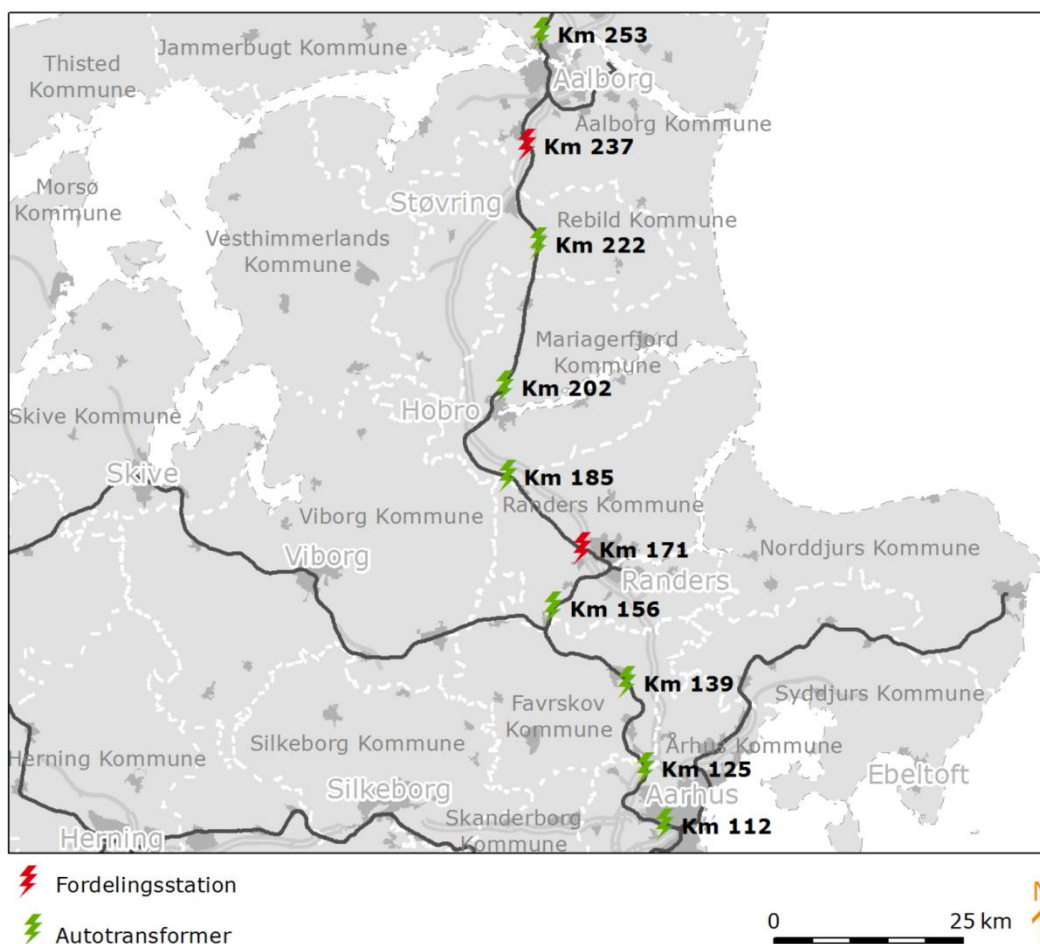 Km 253
Jammerbugt Kommune
Thisted
Kommune
Aalborg
Aalborg Kommune
Km 237
Morsø
Kommune
Støvring
Rebild Kommune
Vesthimmerlands
Kommune
Km 222
Mariagerfjord
Kommune
Km 202
Hobro
Skive Kommune
Skive
Km 185
Randers Kommune
Viborg Kommune
Km 171
Norddjurs Kommune
Viborg
Randers
Km 156
Km 139
Syddjurs Kommune
Favrskov
Kommune
Silkeborg Kommune
Århus Kommune
Herning Kommune
Km 125
Ebeltoft
Silkeborg
Aarhus
Skanderborg
Kommune
Km 112
Herning
Fordelingsstation
Autotransformer
0 25 km
N